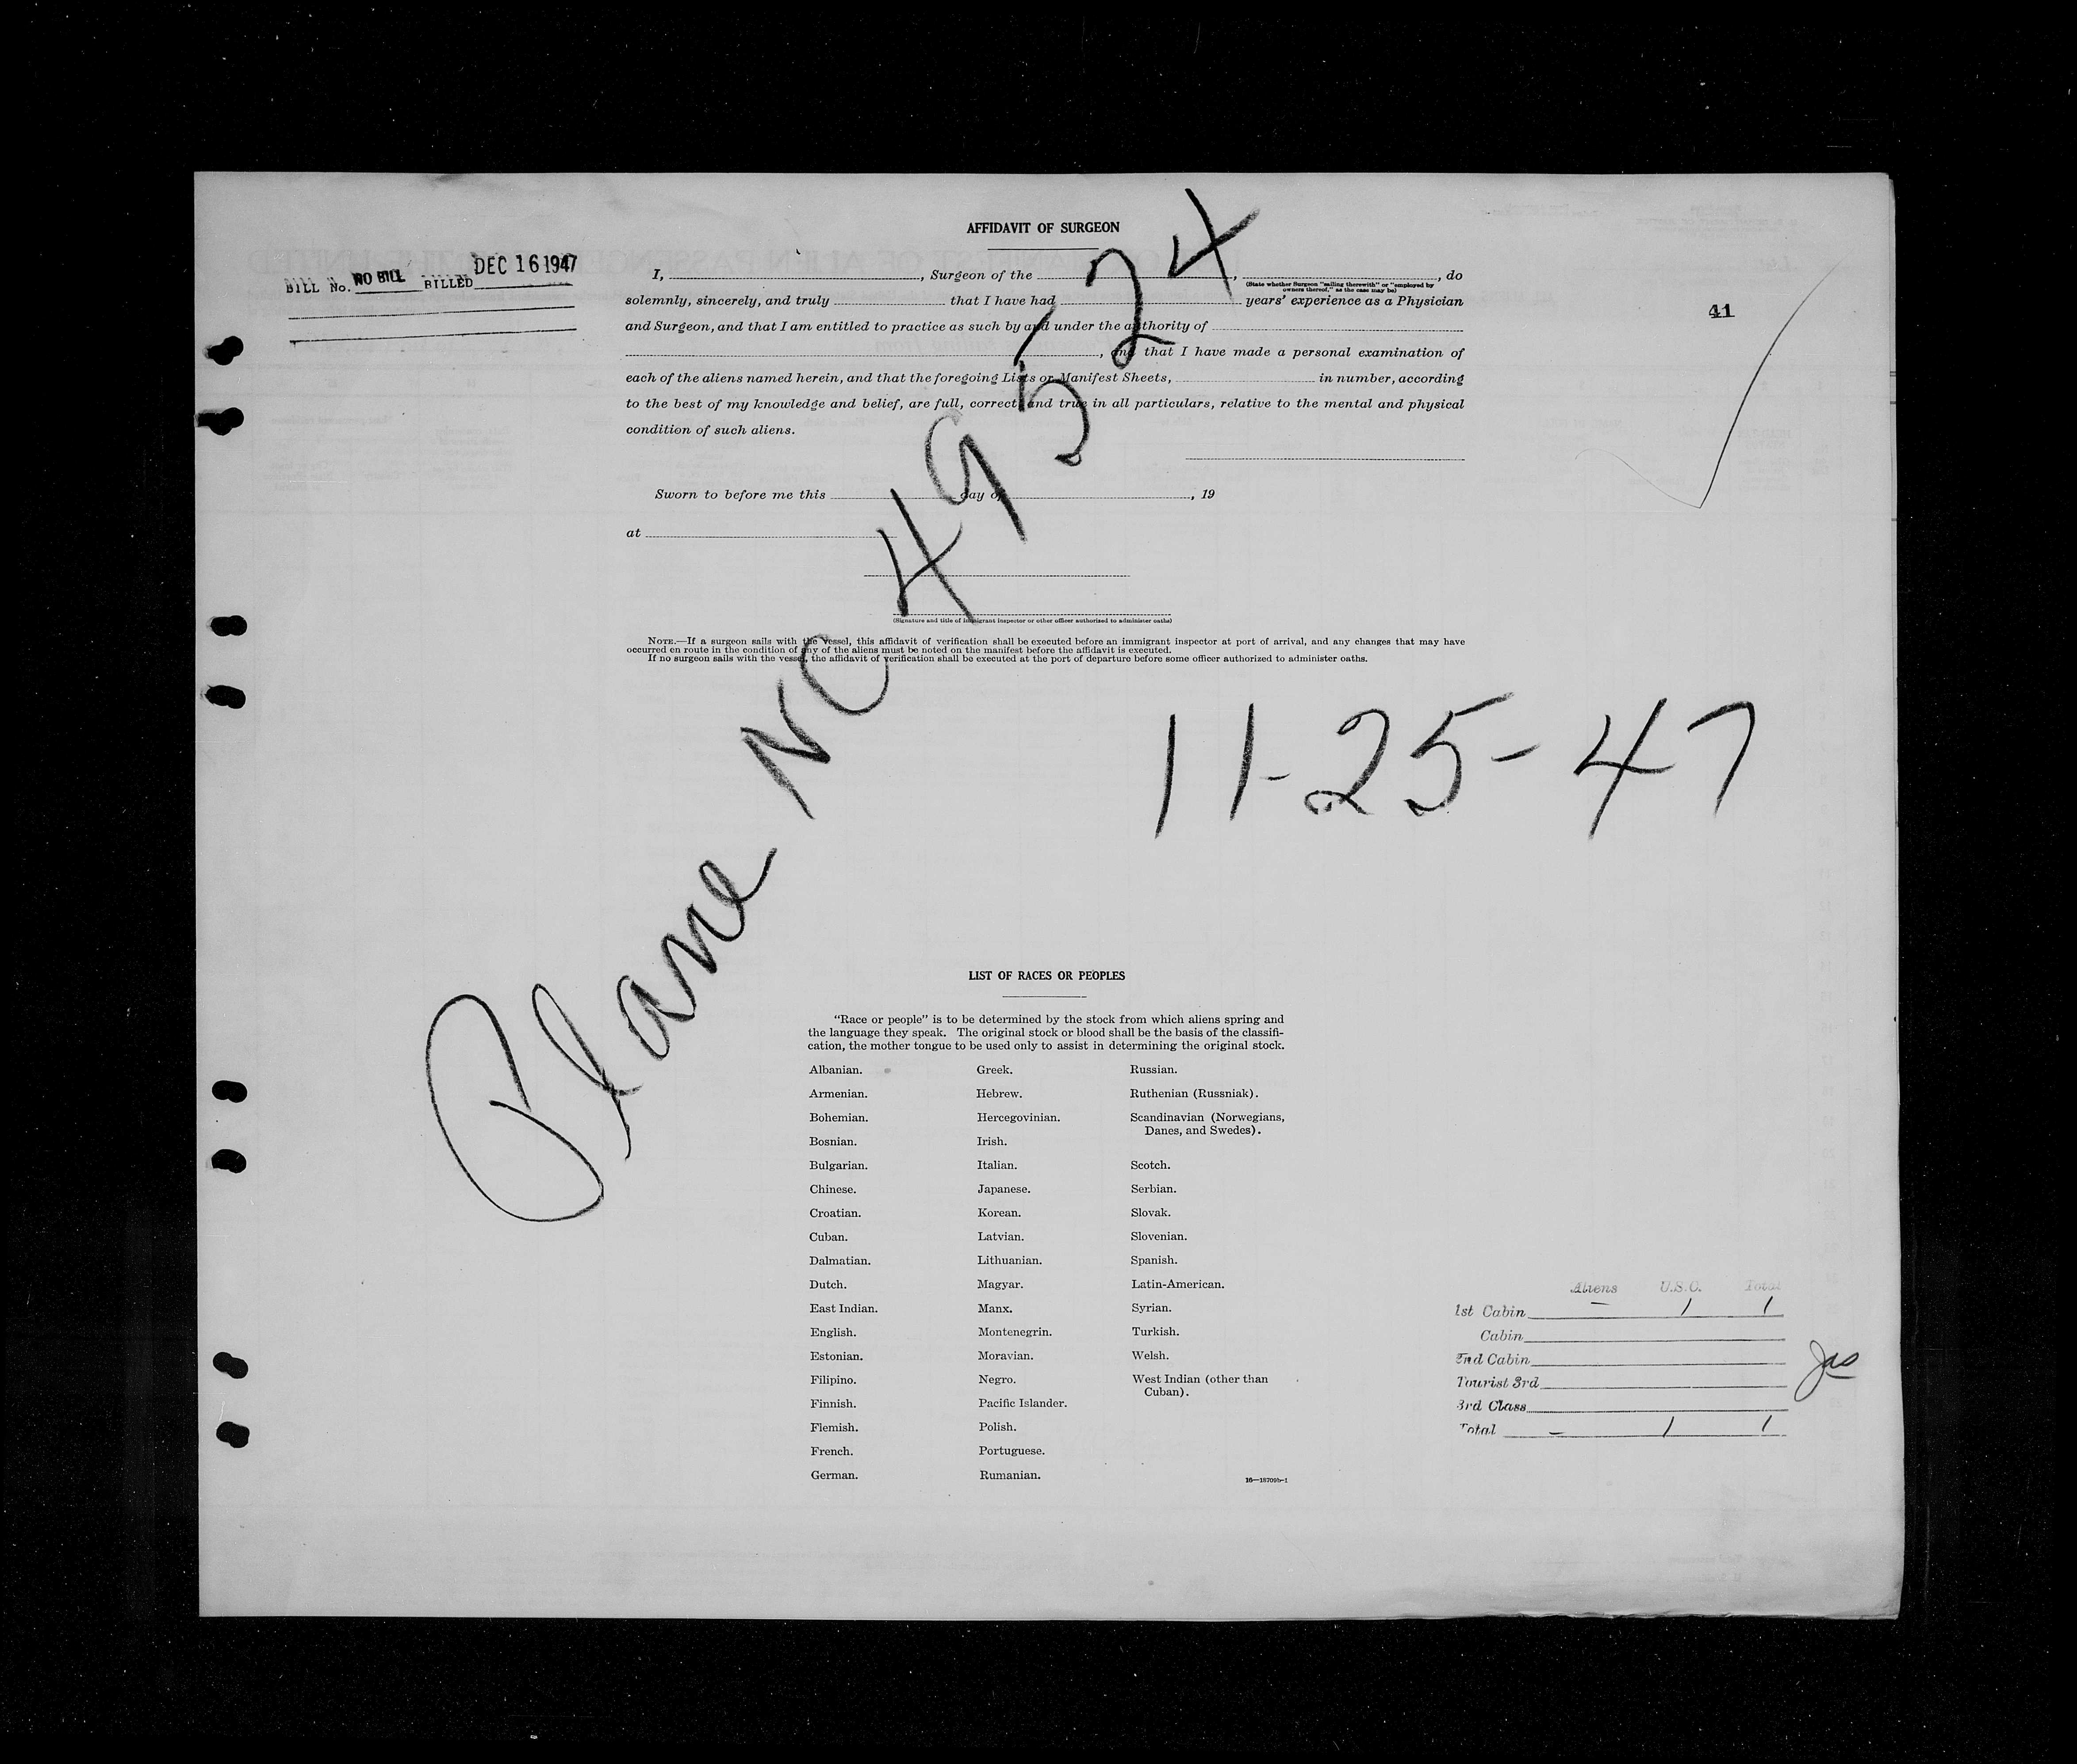 AFFIDAVIT OF SURGEON
BILL No. NO BILL BILLED DEC 16 1947
41
I, , Surgeon of the , , do
(State whether Surgeon "sailing therewith" or "employed by
owners thereof," as the case may be)
solemnly, sincerely, and truly that I have had years' experience as a Physician
and Surgeon, and that I am entitled to practice as such by and under the authority of
, and that I have made a personal examination of
each of the aliens named herein, and that the foregoing Lists or Manifest Sheets, in number, according
to the best of my knowledge and belief, are full, correct, and true in all particulars, relative to the mental and physical
condition of such aliens.
Sworn to before me this day of , 19
at
(Signature and title of immigrant inspector or other officer authorized to administer oaths)
NOTE.—If a surgeon sails with the vessel, this affidavit of verification shall be executed before an immigrant inspector at port of arrival, and any changes that may have
occurred en route in the condition of any of the aliens must be noted on the manifest before the affidavit is executed.
If no surgeon sails with the vessel, the affidavit of verification shall be executed at the port of departure before some officer authorized to administer oaths.
Plane NC 49524
11-25-47
LIST OF RACES OR PEOPLES
"Race or people" is to be determined by the stock from which aliens spring and
the language they speak. The original stock or blood shall be the basis of the classifi-
cation, the mother tongue to be used only to assist in determining the original stock.
Albanian.
Armenian.
Bohemian.
Bosnian.
Bulgarian.
Chinese.
Croatian.
Cuban.
Dalmatian.
Dutch.
East Indian.
English.
Estonian.
Filipino.
Finnish.
Flemish.
French.
German.
Greek.
Hebrew.
Hercegovinian.
Irish.
Italian.
Japanese.
Korean.
Latvian.
Lithuanian.
Magyar.
Manx.
Montenegrin.
Moravian.
Negro.
Pacific Islander.
Polish.
Portuguese.
Rumanian.
Russian.
Ruthenian (Russniak).
Scandinavian (Norwegians,
Danes, and Swedes).
Scotch.
Serbian.
Slovak.
Slovenian.
Spanish.
Latin-American.
Syrian.
Turkish.
Welsh.
West Indian (other than
Cuban).
16—18709b-1
Aliens U.S.C. Total
1st Cabin — 1 1
Cabin
2nd Cabin
Tourist 3rd
3rd Class
Total — 1 1